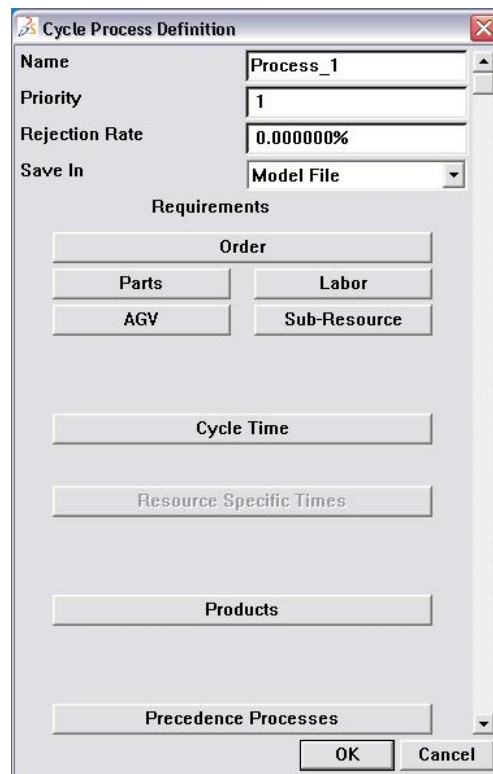 Cycle Process Definition
Name Process_1
Priority 1
Rejection Rate 0.000000%
Save In Model File
Requirements
Order
Parts Labor
AGV Sub-Resource
Cycle Time
Resource Specific Times
Products
Precedence Processes
OK Cancel